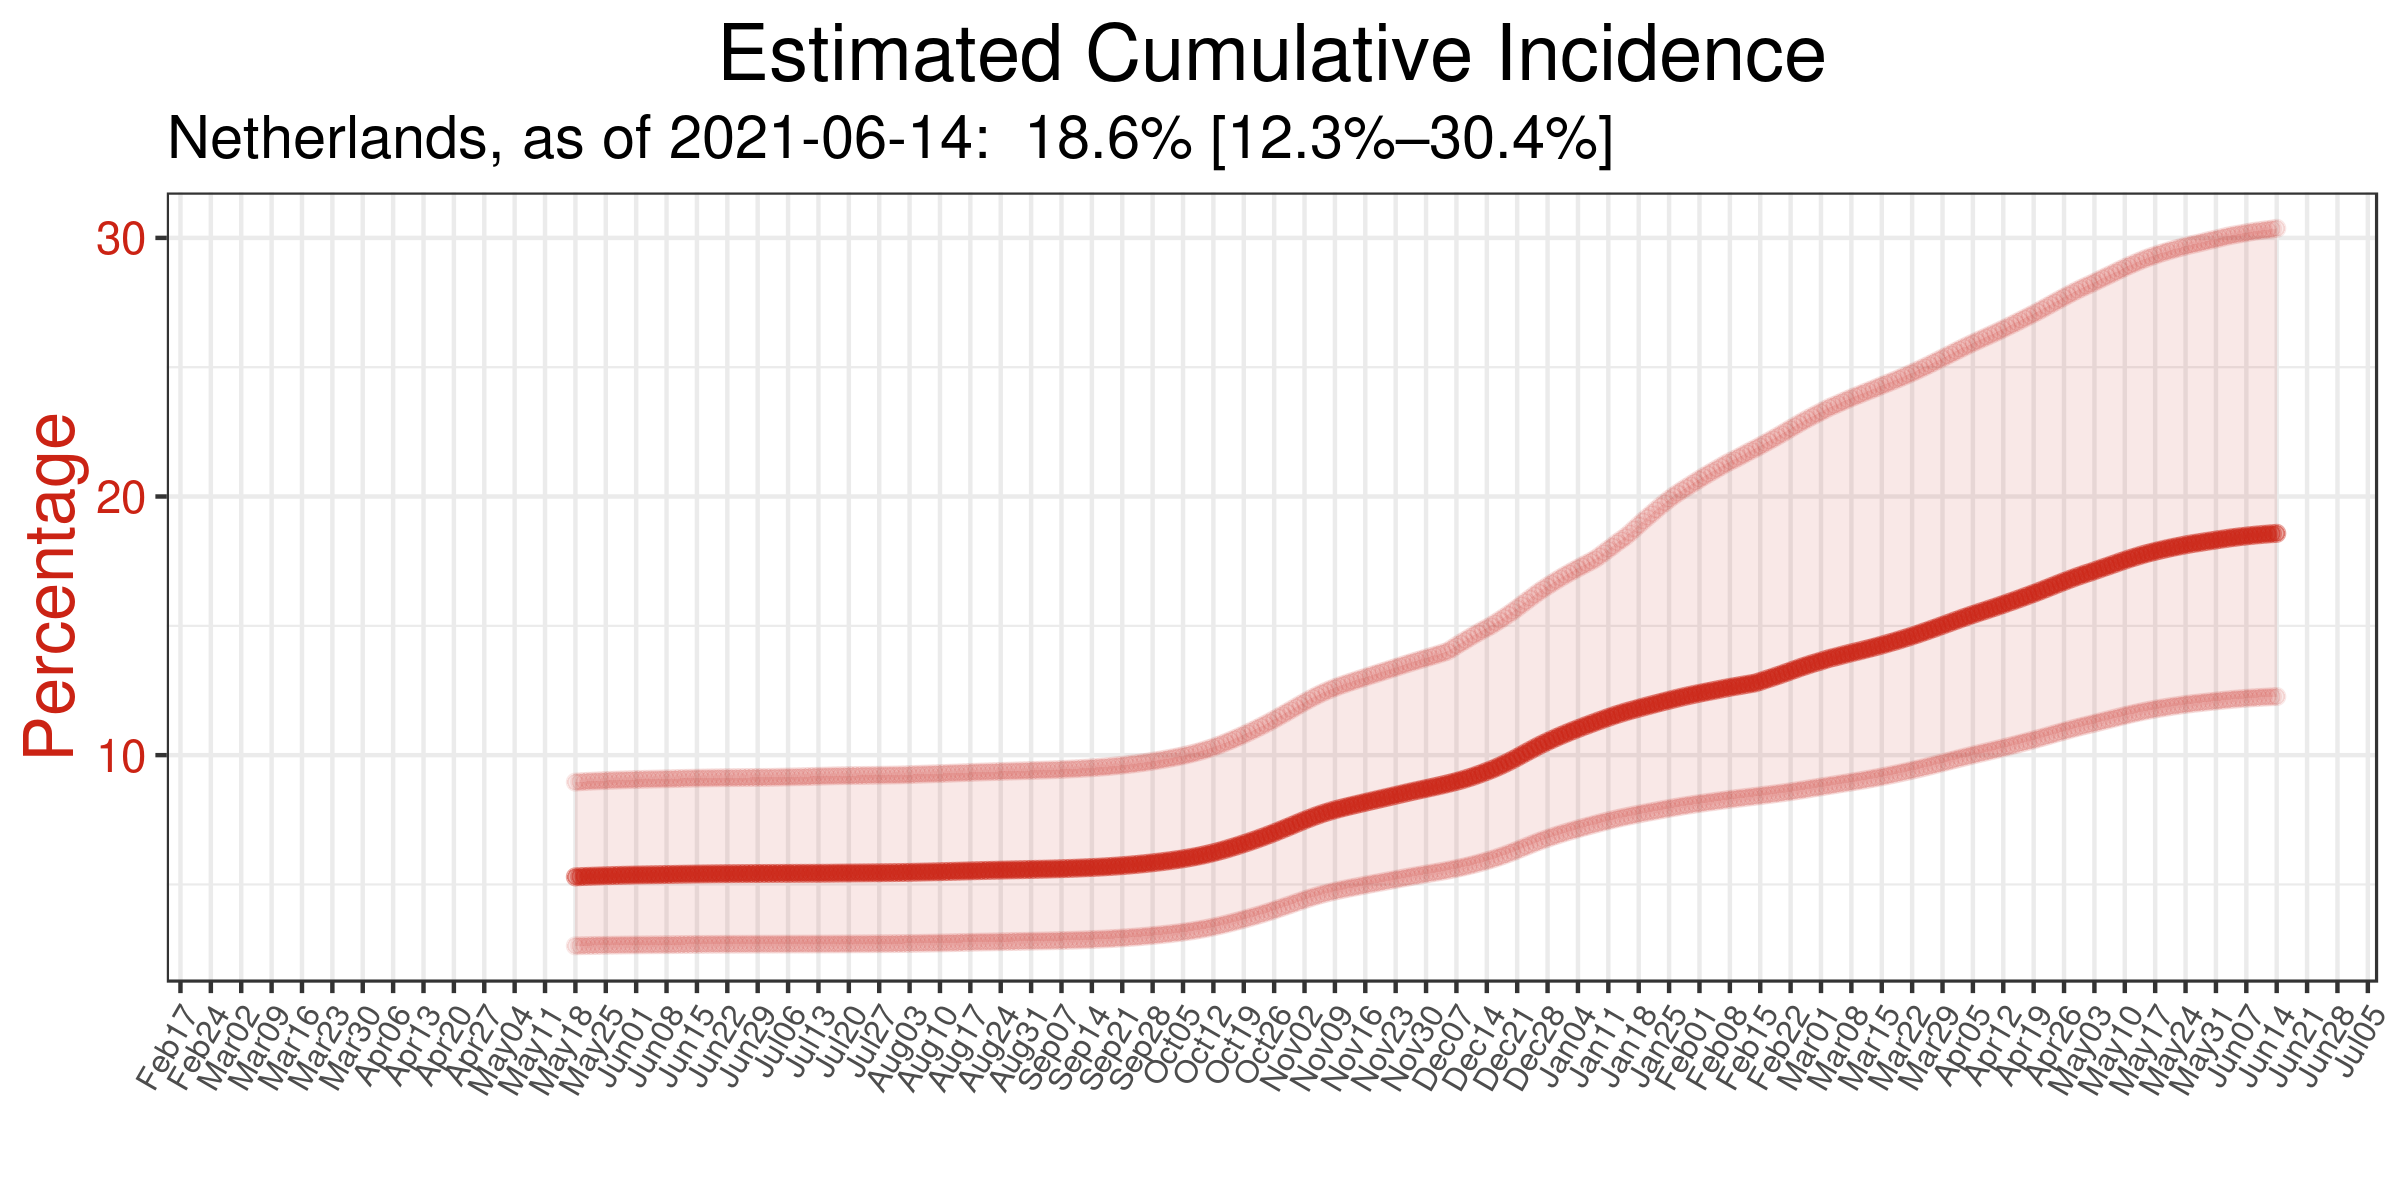 Estimated Cumulative Incidence
Netherlands, as of 2021-06-14: 18.6% [12.3%–30.4%]
Percentage
30
20
10
Feb17
Feb24
Mar02
Mar09
Mar16
Mar23
Mar30
Apr06
Apr13
Apr20
Apr27
May04
May11
May18
May25
Jun01
Jun08
Jun15
Jun22
Jun29
Jul06
Jul13
Jul20
Jul27
Aug03
Aug10
Aug17
Aug24
Aug31
Sep07
Sep14
Sep21
Sep28
Oct05
Oct12
Oct19
Oct26
Nov02
Nov09
Nov16
Nov23
Nov30
Dec07
Dec14
Dec21
Dec28
Jan04
Jan11
Jan18
Jan25
Feb01
Feb08
Feb15
Feb22
Mar01
Mar08
Mar15
Mar22
Mar29
Apr05
Apr12
Apr19
Apr26
May03
May10
May17
May24
May31
Jun07
Jun14
Jun21
Jun28
Jul05